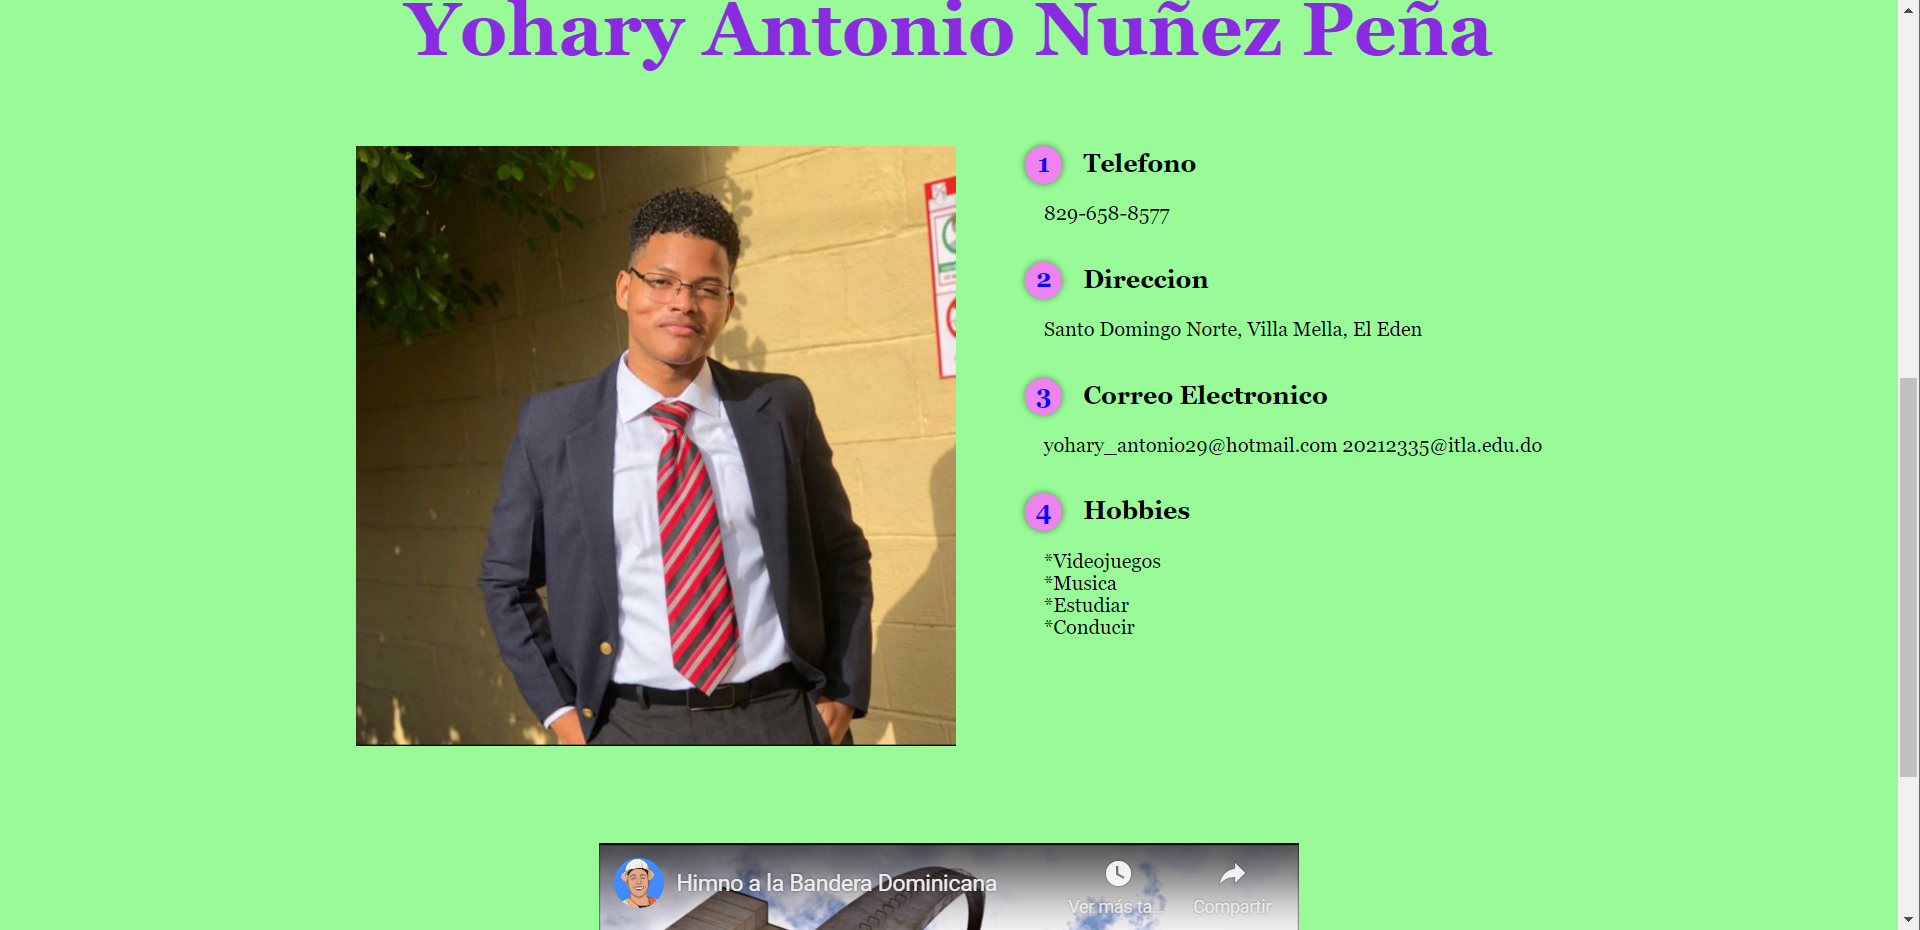 Yohary Antonio Nuñez Peña
1 Telefono
829-658-8577
2 Direccion
Santo Domingo Norte, Villa Mella, El Eden
3 Correo Electronico
yohary_antonio29@hotmail.com 20212335@itla.edu.do
4 Hobbies
*Videojuegos
*Musica
*Estudiar
*Conducir
Himno a la Bandera Dominicana
Ver más ta...
Compartir